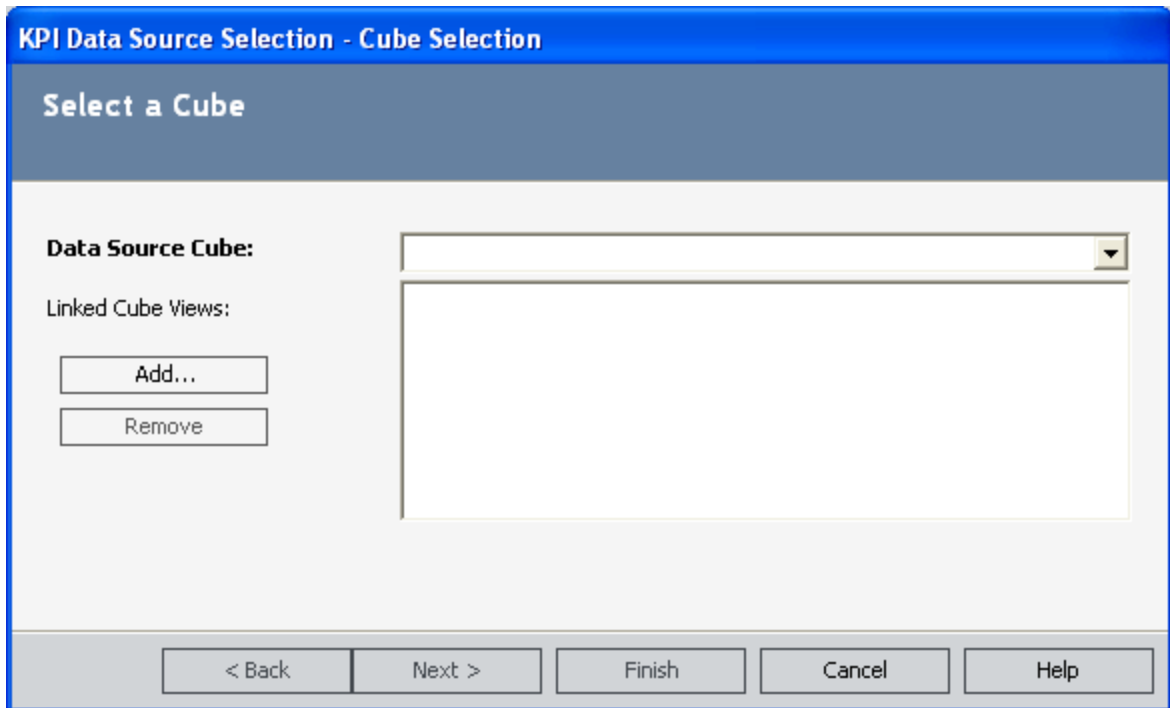 KPI Data Source Selection - Cube Selection
Select a Cube
Data Source Cube:
Linked Cube Views:
Add...
Remove
< Back Next > Finish Cancel Help